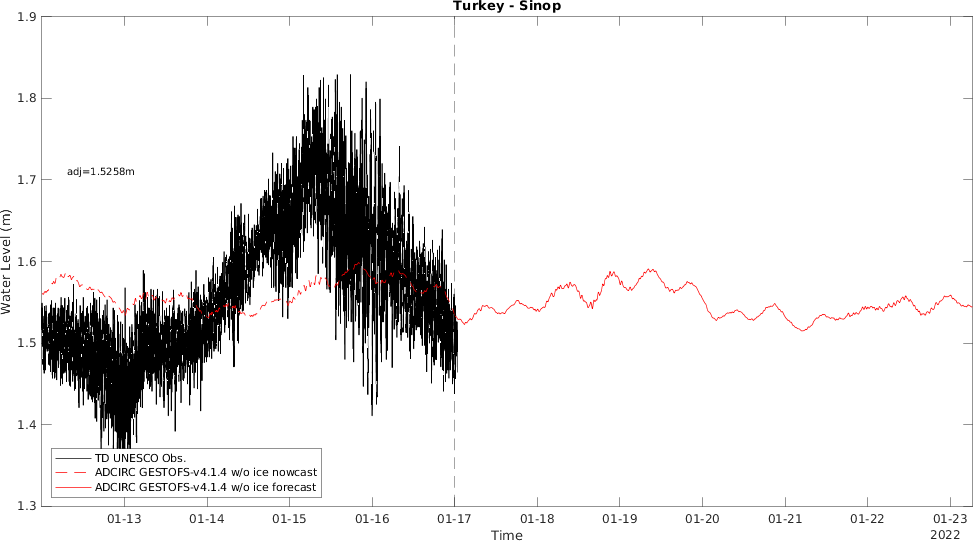 Turkey - Sinop
1.9
1.8
1.7
1.6
1.5
1.4
1.3
Water Level (m)
adj=1.5258m
TD UNESCO Obs.
ADCIRC GESTOFS-v4.1.4 w/o ice nowcast
ADCIRC GESTOFS-v4.1.4 w/o ice forecast
01-13 01-14 01-15 01-16 01-17 01-18 01-19 01-20 01-21 01-22 01-23
Time 2022